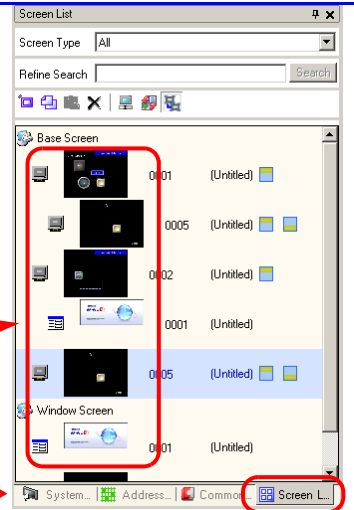 Screen List
Screen Type All
Refine Search Search
Base Screen
0001 (Untitled)
0005 (Untitled)
0002 (Untitled)
0001 (Untitled)
0005 (Untitled)
Window Screen
0001 (Untitled)
System... Address... Common... Screen L...